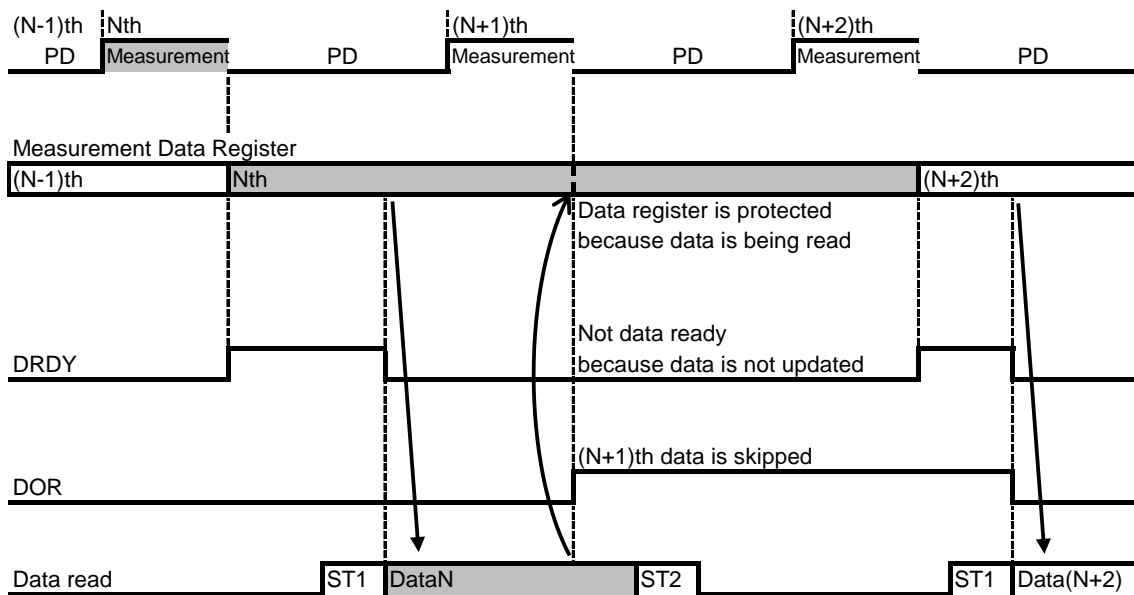 (N-1)th Nth (N+1)th (N+2)th
PD Measurement PD Measurement PD Measurement PD
Measurement Data Register
(N-1)th Nth (N+2)th
Data register is protected
because data is being read
Not data ready
DRDY because data is not updated
(N+1)th data is skipped
DOR
Data read ST1 DataN ST2 ST1 Data(N+2)